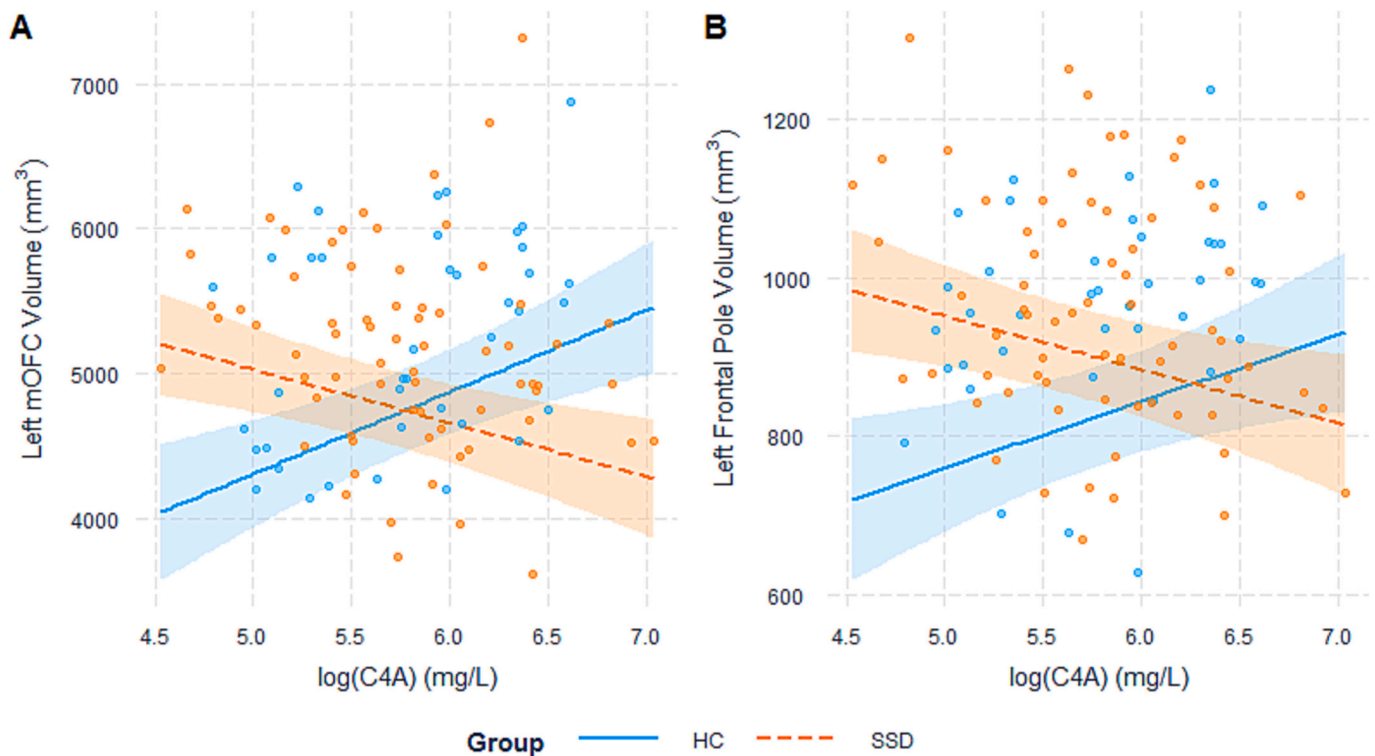 A
B
Left mOFC Volume (mm³)
7000
6000
5000
4000
4.5 5.0 5.5 6.0 6.5 7.0
log(C4A) (mg/L)
Left Frontal Pole Volume (mm³)
1200
1000
800
600
4.5 5.0 5.5 6.0 6.5 7.0
log(C4A) (mg/L)
Group HC SSD